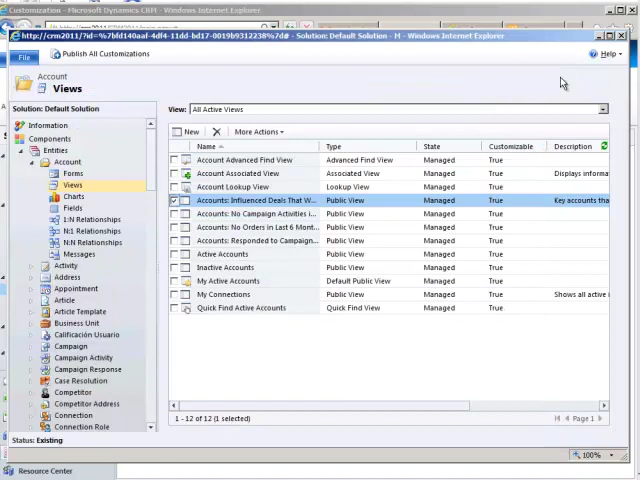 Customization - Microsoft Dynamics CRM - Windows Internet Explorer
http://crm2011/?id=%7bfd140aaf-4df4-11dd-bd17-0019b9312238%7d# - Solution: Default Solution - M - Windows Internet Explorer
File
Publish All Customizations
Help
Account
Views
Solution: Default Solution
View: All Active Views
Information
Components
Entities
Account
Forms
Views
Charts
Fields
1:N Relationships
N:1 Relationships
N:N Relationships
Messages
Activity
Address
Appointment
Article
Article Template
Business Unit
Calificación Usuario
Campaign
Campaign Activity
Campaign Response
Case Resolution
Competitor
Competitor Address
Connection
Connection Role
New
More Actions
Name Type State Customizable Description
Account Advanced Find View Advanced Find View Managed True
Account Associated View Associated View Managed True Displays informa
Account Lookup View Lookup View Managed True
Accounts: Influenced Deals That W... Public View Managed True Key accounts tha
Accounts: No Campaign Activities i... Public View Managed True
Accounts: No Orders in Last 6 Mont... Public View Managed True
Accounts: Responded to Campaign... Public View Managed True
Active Accounts Public View Managed True
Inactive Accounts Public View Managed True
My Active Accounts Default Public View Managed True
My Connections Public View Managed True Shows all active
Quick Find Active Accounts Quick Find View Managed True
1 - 12 of 12 (1 selected)
Page 1
Status: Existing
100%
Resource Center